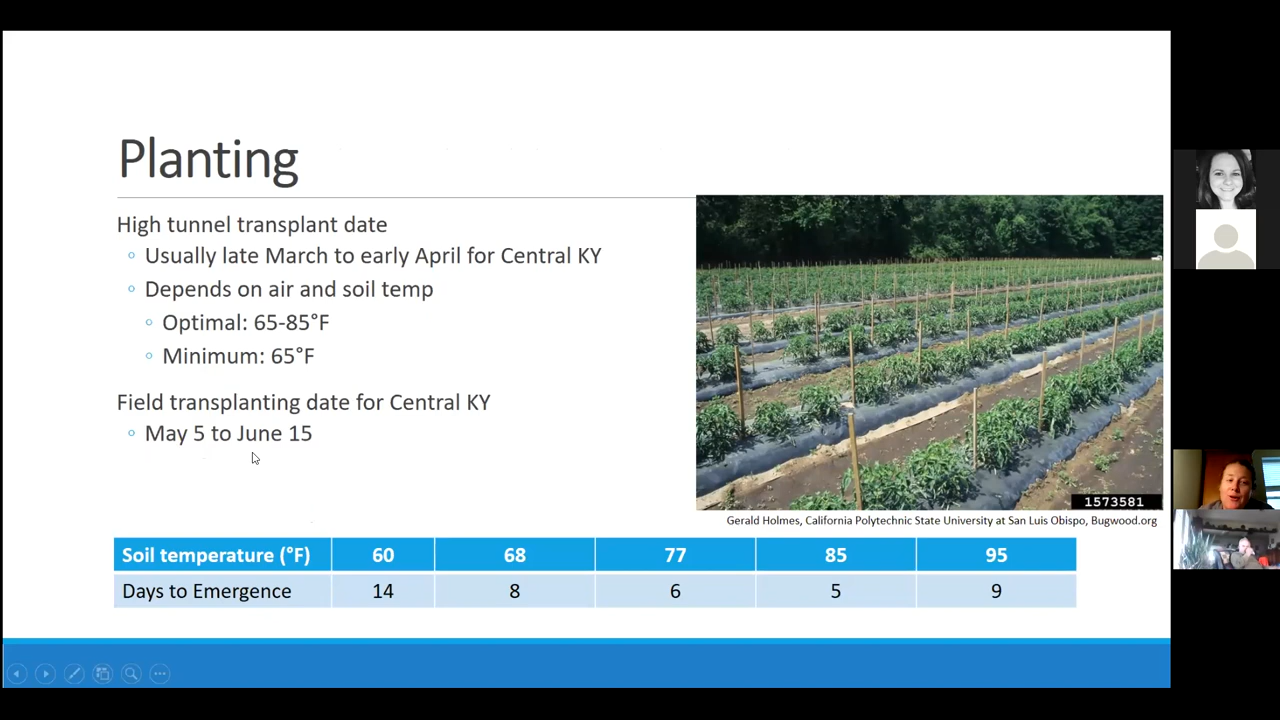 Planting
High tunnel transplant date
Usually late March to early April for Central KY
Depends on air and soil temp
Optimal: 65-85°F
Minimum: 65°F
Field transplanting date for Central KY
May 5 to June 15
1573581
Gerald Holmes, California Polytechnic State University at San Luis Obispo, Bugwood.org
Soil temperature (°F) 60 68 77 85 95
Days to Emergence 14 8 6 5 9